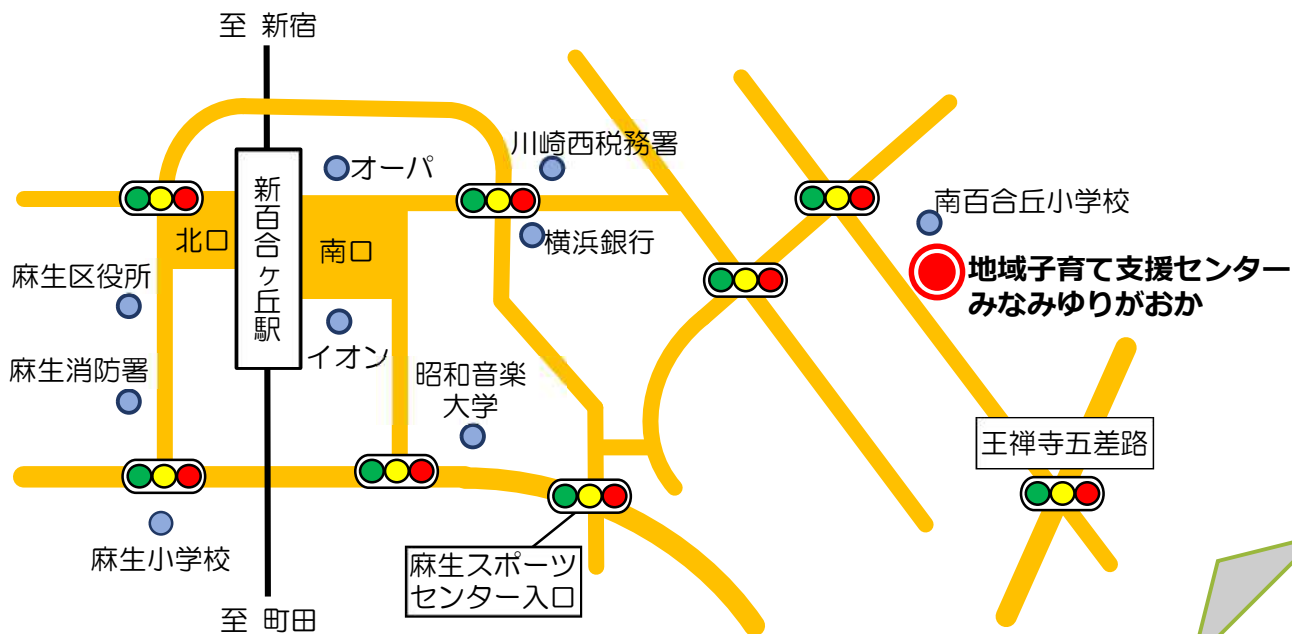 至 新宿
川崎西税務署
オーパ
新百合ヶ丘駅
南百合丘小学校
北口
南口
横浜銀行
麻生区役所
地域子育て支援センター
みなみゆりがおか
イオン
麻生消防署
昭和音楽
大学
王禅寺五差路
麻生小学校
麻生スポーツ
センター入口
至 町田